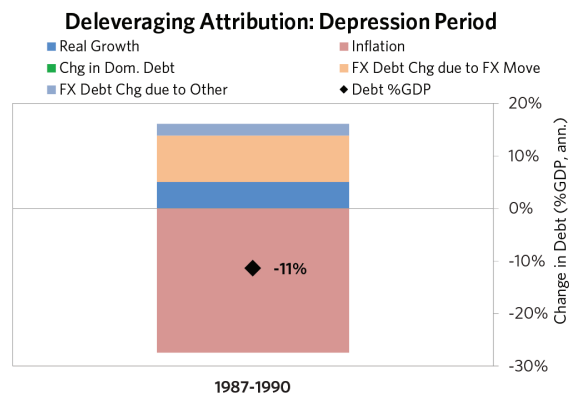 Deleveraging Attribution: Depression Period
Real Growth
Inflation
Chg in Dom. Debt
FX Debt Chg due to FX Move
FX Debt Chg due to Other
Debt %GDP
20%
10%
0%
-10%
-20%
-30%
Change in Debt (%GDP, ann.)
-11%
1987-1990